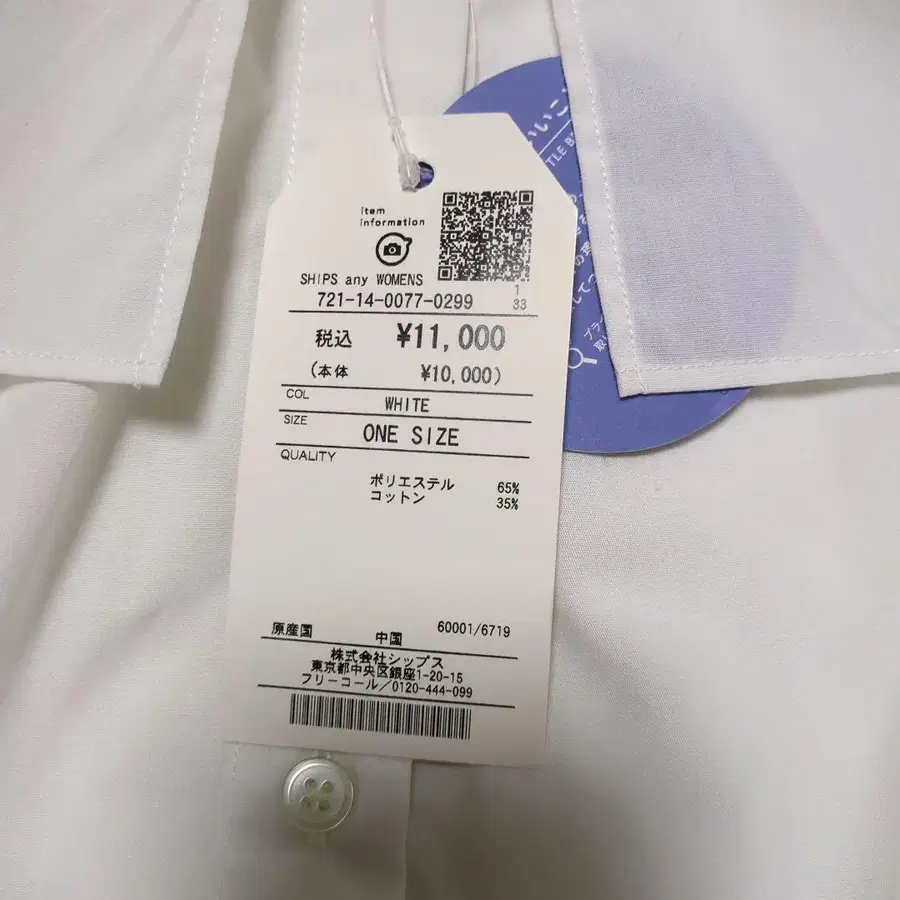 item
information
SHIPS any WOMENS
721-14-0077-0299
1
33
税込 ¥11,000
(本体 ¥10,000)
COL WHITE
SIZE ONE SIZE
QUALITY
ポリエステル 65%
コットン 35%
60001/6719
原産国 中国
株式会社シップス
東京都中央区銀座1-20-15
フリーコール/0120-444-099